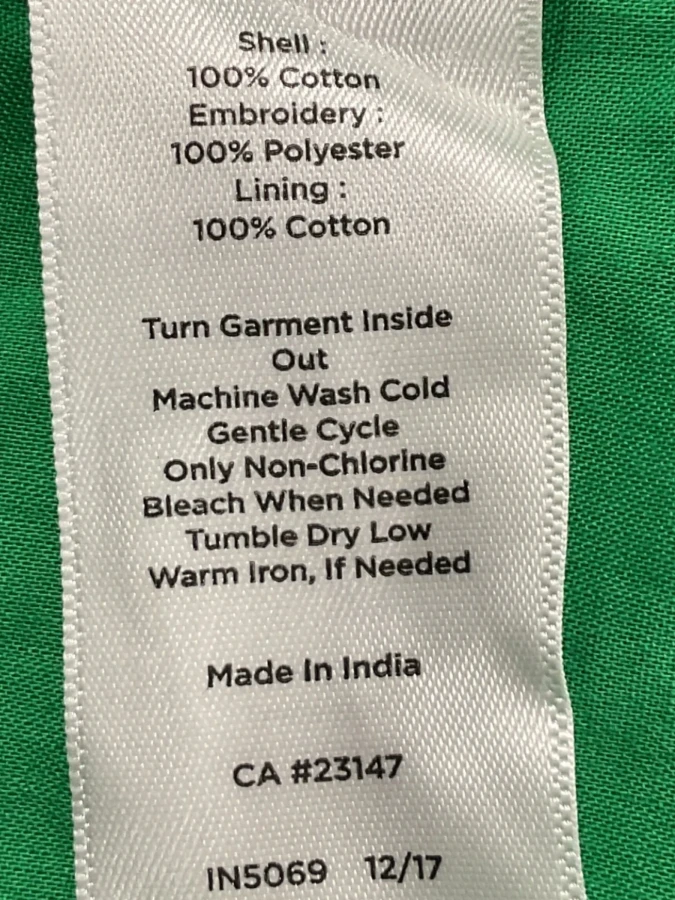 Shell :
100% Cotton
Embroidery :
100% Polyester
Lining :
100% Cotton
Turn Garment Inside
Out
Machine Wash Cold
Gentle Cycle
Only Non-Chlorine
Bleach When Needed
Tumble Dry Low
Warm Iron, If Needed
Made In India
CA #23147
IN5069 12/17